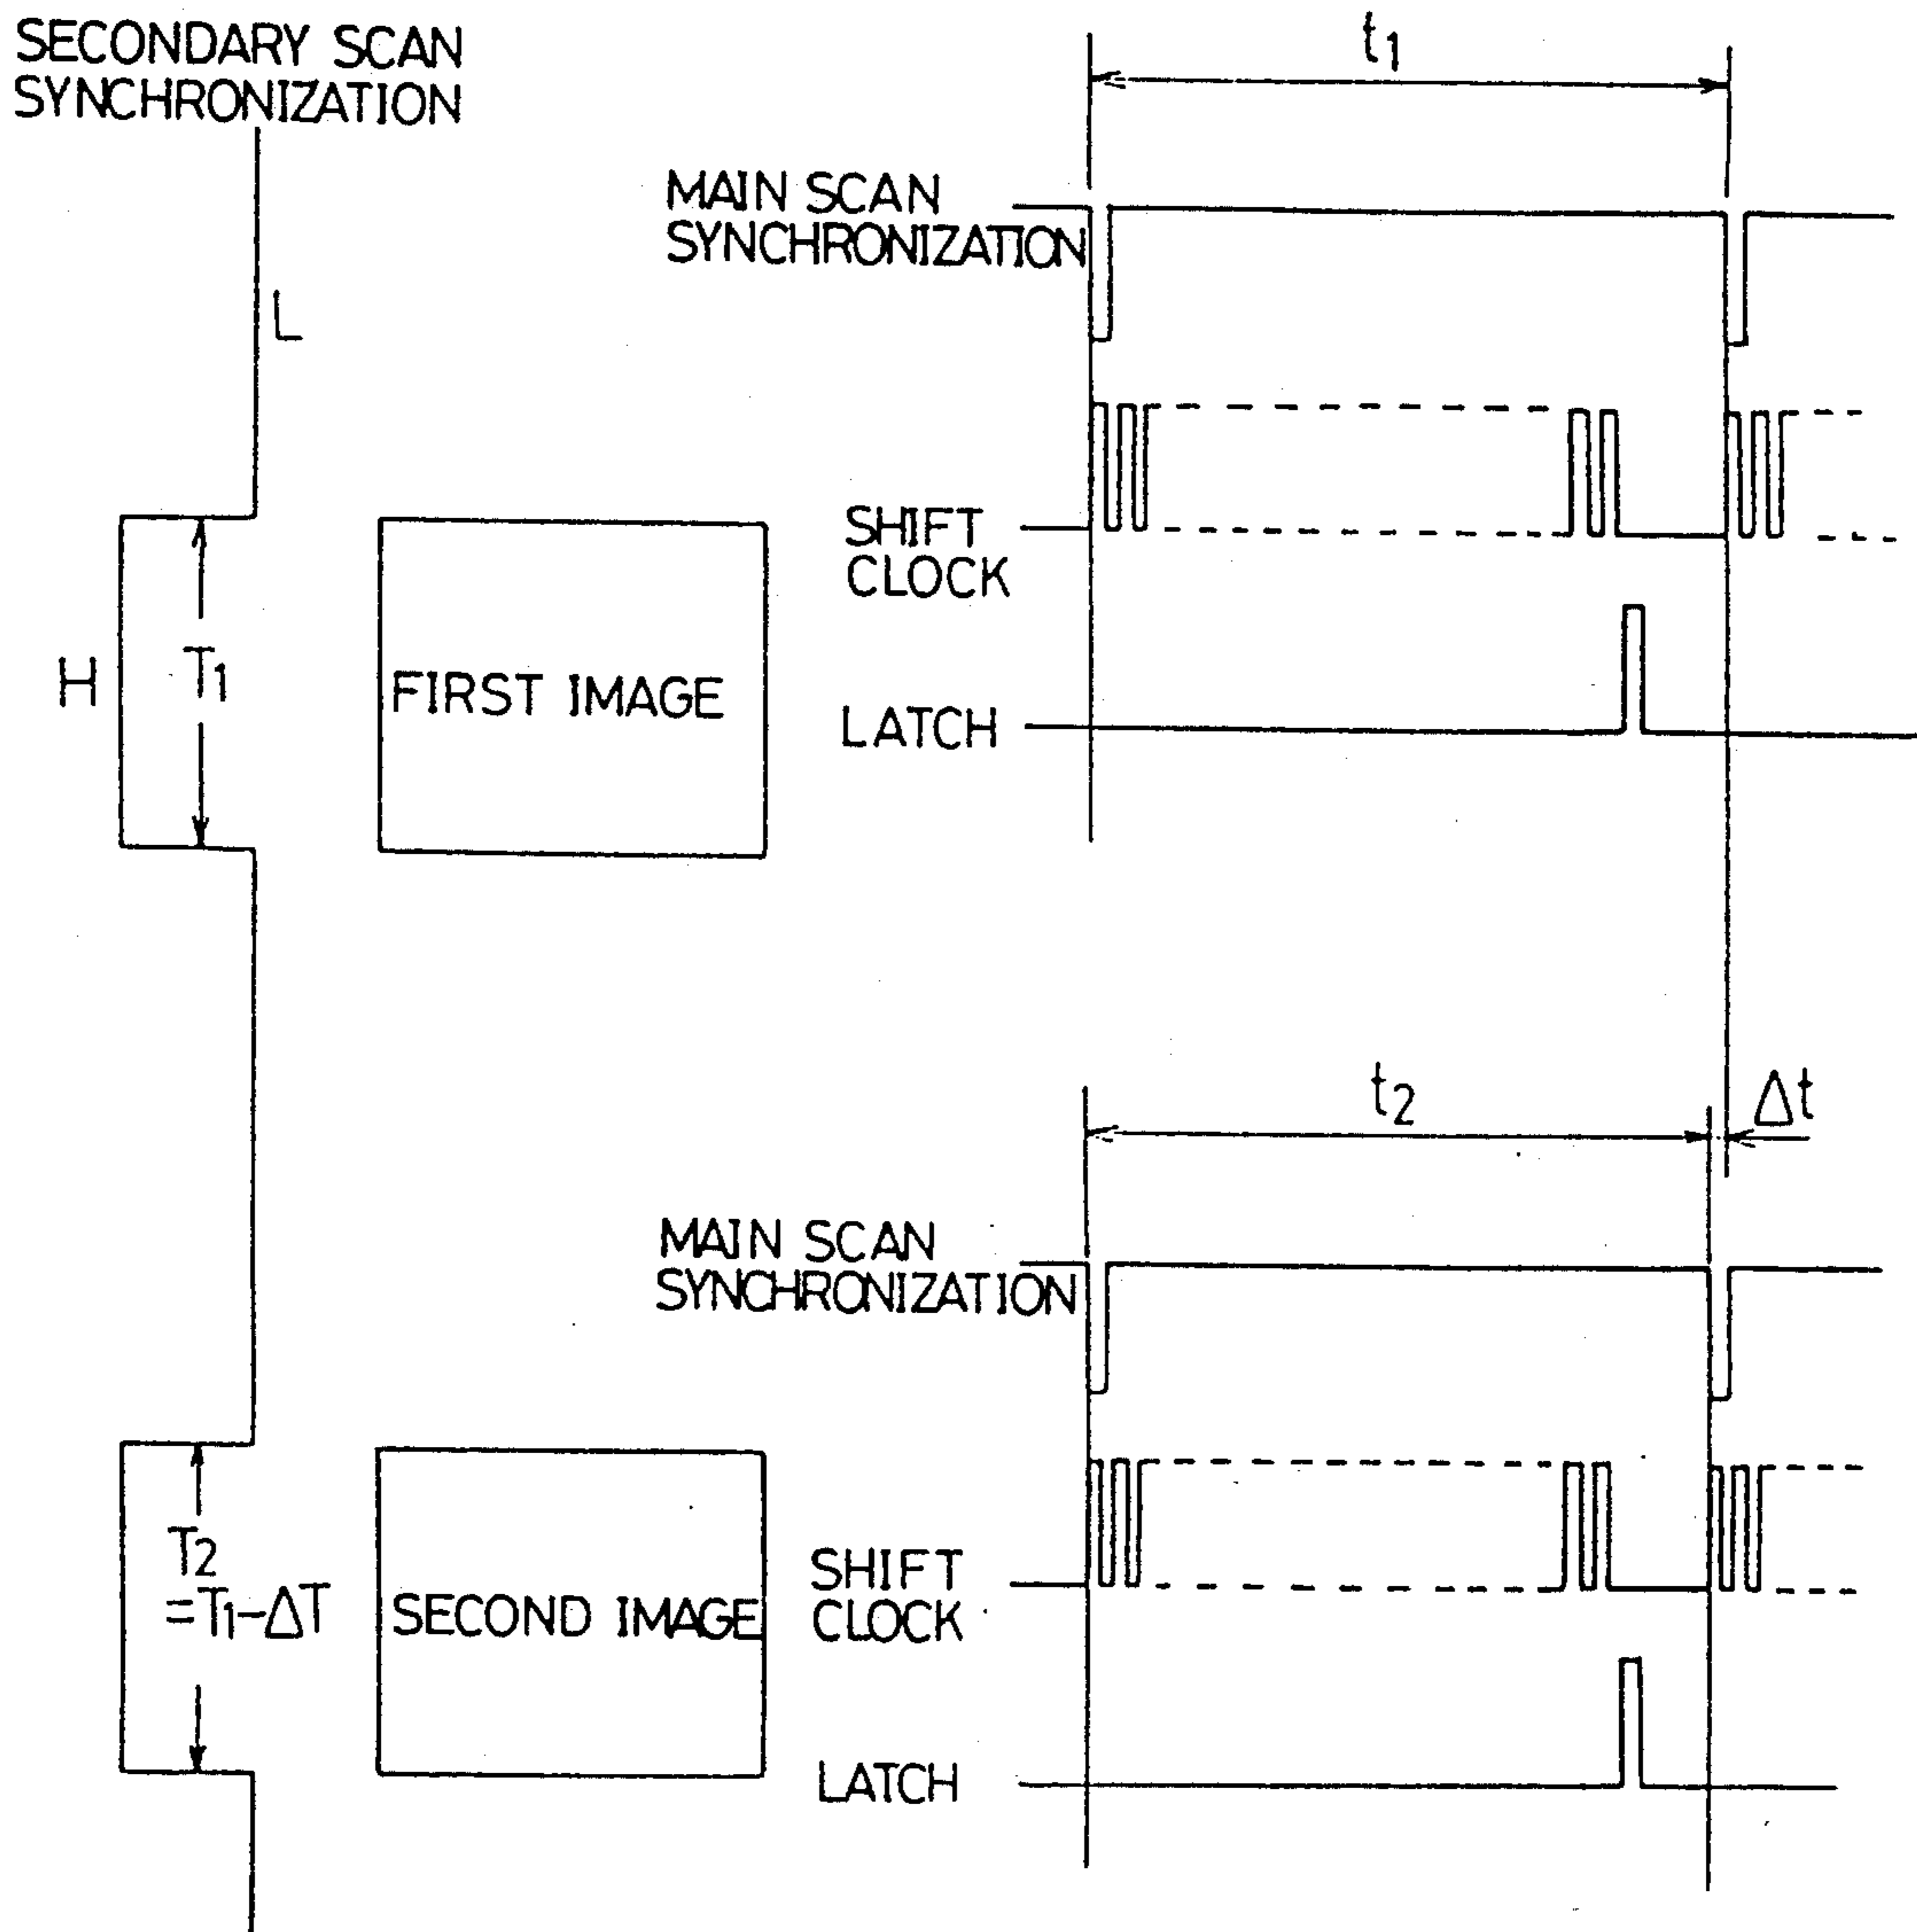 SECONDARY SCAN
SYNCHRONIZATION
L
H
T1
FIRST IMAGE
t1
MAIN SCAN
SYNCHRONIZATION
SHIFT
CLOCK
LATCH
t2
Δt
MAIN SCAN
SYNCHRONIZATION
T2
=T1-ΔT
SECOND IMAGE
SHIFT
CLOCK
LATCH